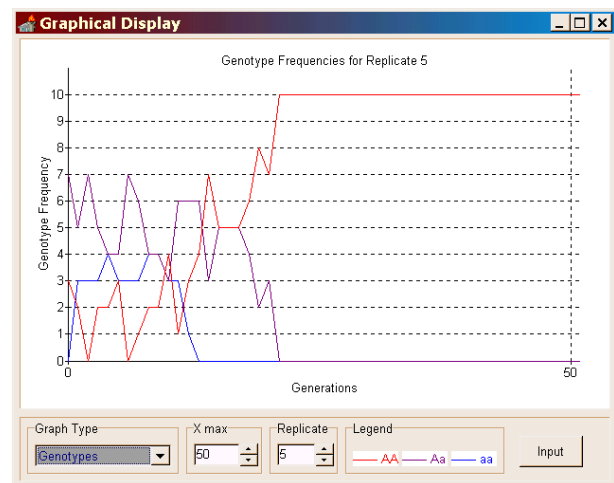 Graphical Display
Genotype Frequencies for Replicate 5
10
9
8
7
6
5
4
3
2
1
0
Genotype Frequency
0
50
Generations
Graph Type
Genotypes
X max
50
Replicate
5
Legend
AA Aa aa
Input